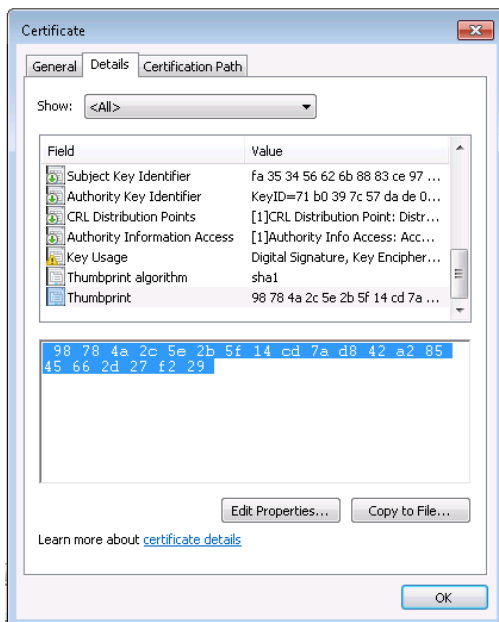 Certificate
General Details Certification Path
Show: <All>
Field Value
Subject Key Identifier fa 35 34 56 62 6b 88 83 ce 97 ...
Authority Key Identifier KeyID=71 b0 39 7c 57 da de 0...
CRL Distribution Points [1]CRL Distribution Point: Distr...
Authority Information Access [1]Authority Info Access: Acc...
Key Usage Digital Signature, Key Encipher...
Thumbprint algorithm sha1
Thumbprint 98 78 4a 2c 5e 2b 5f 14 cd 7a ...
98 78 4a 2c 5e 2b 5f 14 cd 7a d8 42 a2 85
45 66 2d 27 f2 29
Edit Properties... Copy to File...
Learn more about certificate details
OK